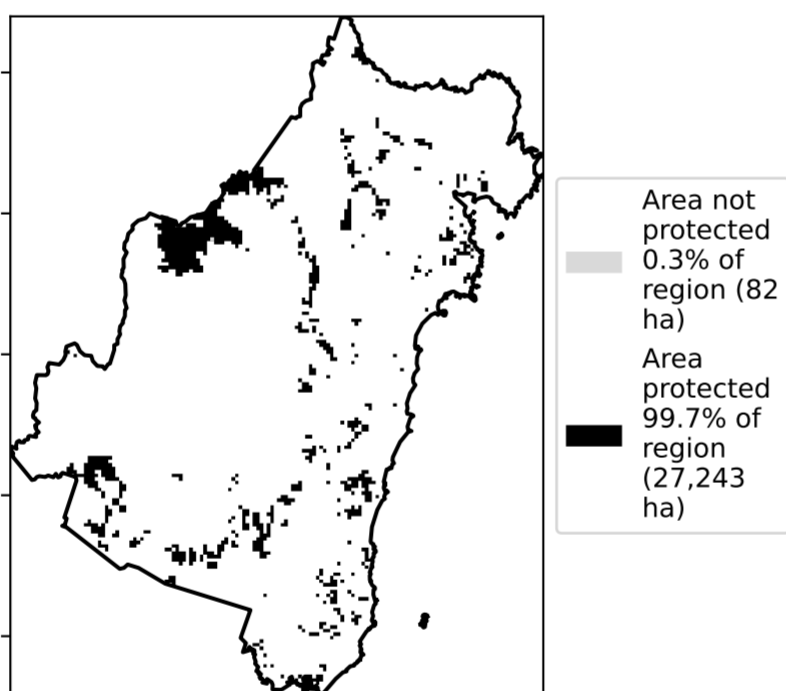 Area not
protected
0.3% of
region (82
ha)
Area
protected
99.7% of
region
(27,243
ha)